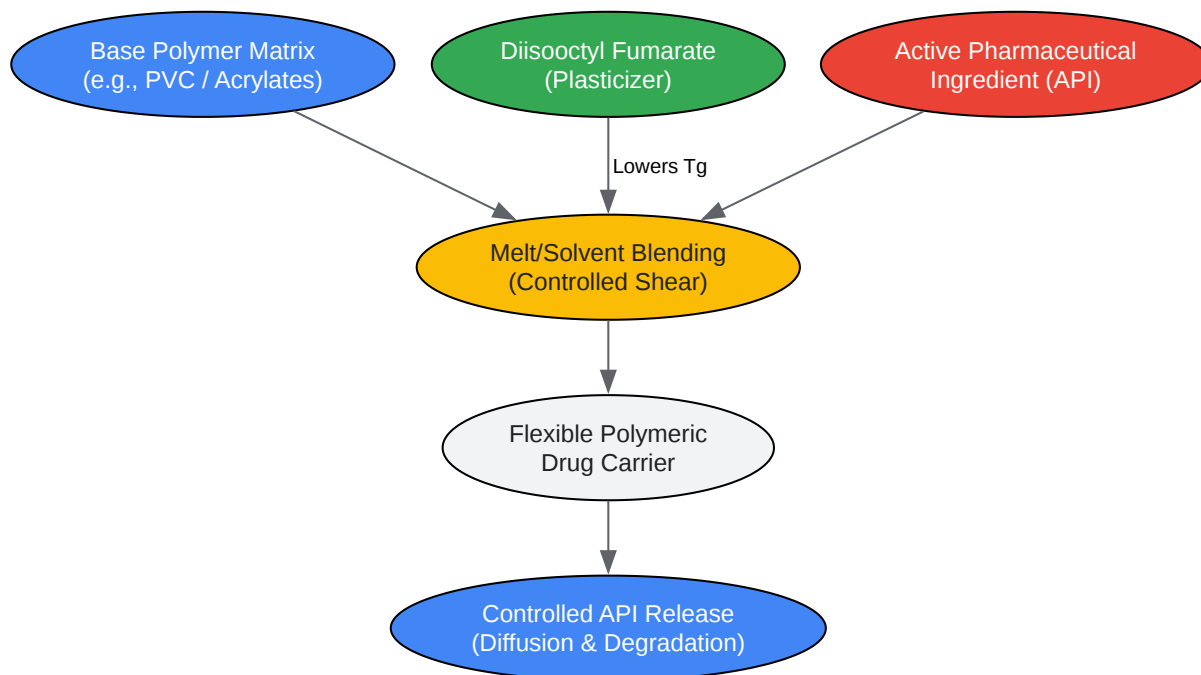 Base Polymer Matrix
(e.g., PVC / Acrylates)
Diisooctyl Fumarate
(Plasticizer)
Active Pharmaceutical
Ingredient (API)
Lowers Tg
Melt/Solvent Blending
(Controlled Shear)
Flexible Polymeric
Drug Carrier
Controlled API Release
(Diffusion & Degradation)